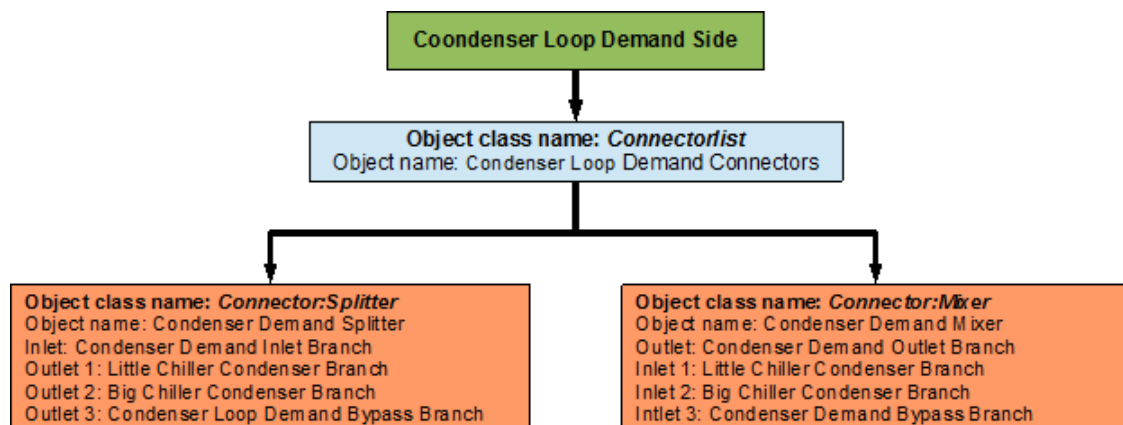 Coondenser Loop Demand Side
Object class name: Connectorlist
Object name: Condenser Loop Demand Connectors
Object class name: Connector:Splitter
Object name: Condenser Demand Splitter
Inlet: Condenser Demand Inlet Branch
Outlet 1: Little Chiller Condenser Branch
Outlet 2: Big Chiller Condenser Branch
Outlet 3: Condenser Loop Demand Bypass Branch
Object class name: Connector:Mixer
Object name: Condenser Demand Mixer
Outlet: Condenser Demand Outlet Branch
Inlet 1: Little Chiller Condenser Branch
Inlet 2: Big Chiller Condenser Branch
Intlet 3: Condenser Demand Bypass Branch